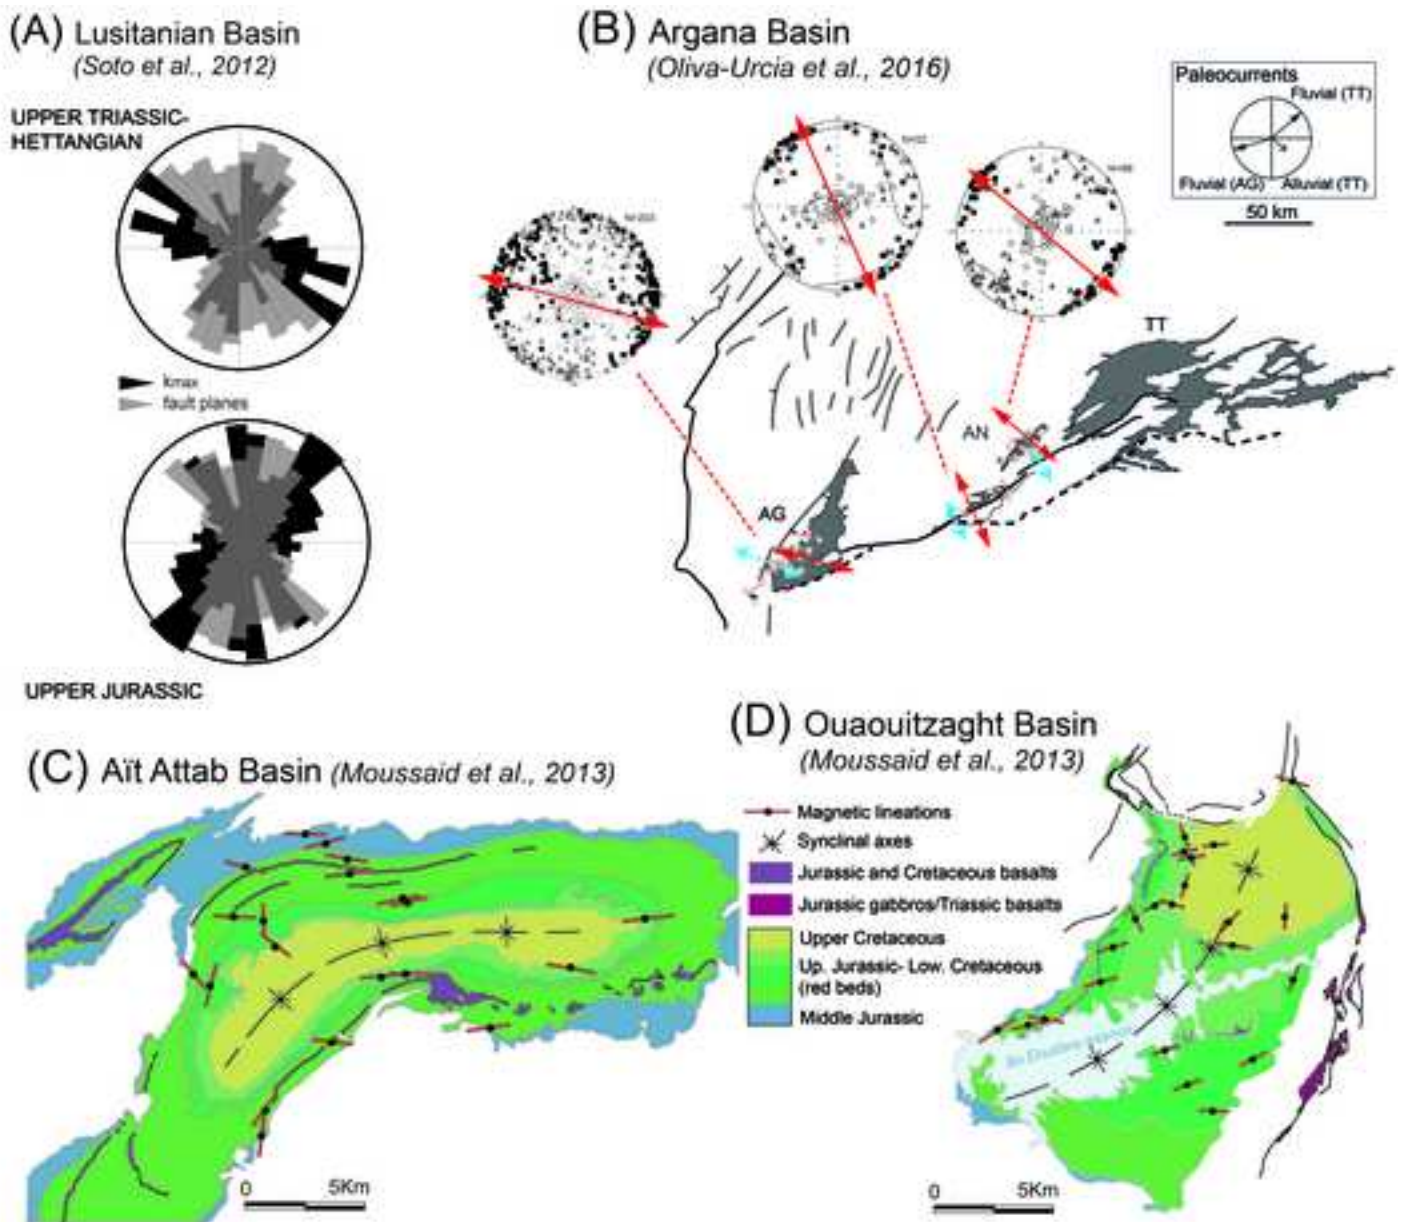 (A) Lusitanian Basin
(Soto et al., 2012)
UPPER TRIASSIC-
HETTANGIAN
kmax
fault planes
UPPER JURASSIC
(B) Argana Basin
(Oliva-Urcia et al., 2016)
Paleocurrents
Fluvial (TT)
Fluvial (AG)
Alluvial (TT)
50 km
TT
AN
AG
(C) Aït Attab Basin (Moussaid et al., 2013)
0
5Km
(D) Ouaouitzaght Basin
(Moussaid et al., 2013)
Magnetic lineations
Synclinal axes
Jurassic and Cretaceous basalts
Jurassic gabbros/Triassic basalts
Upper Cretaceous
Up. Jurassic- Low. Cretaceous
(red beds)
Middle Jurassic
0
5Km